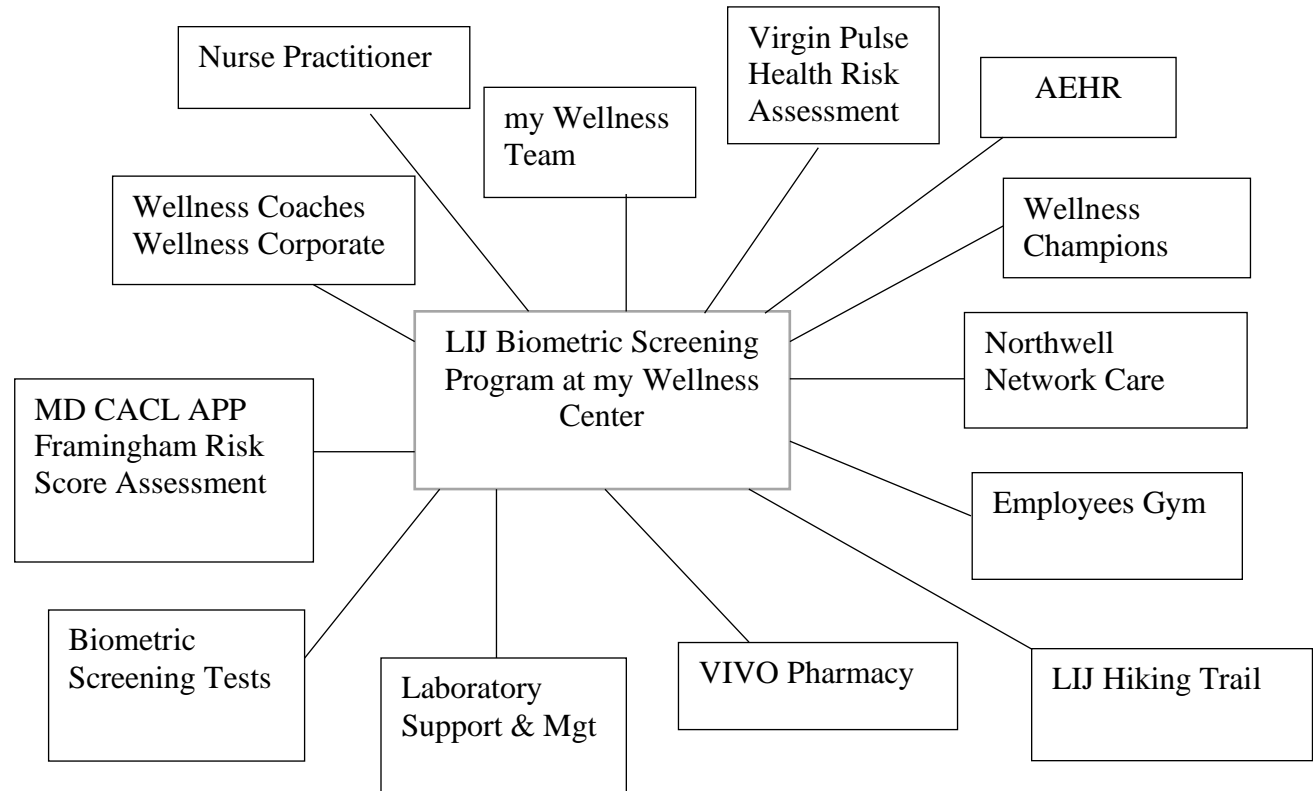 Nurse Practitioner
my Wellness
Team
Virgin Pulse
Health Risk
Assessment
AEHR
Wellness Coaches
Wellness Corporate
Wellness
Champions
LIJ Biometric Screening
Program at my Wellness
Center
Northwell
Network Care
MD CACL APP
Framingham Risk
Score Assessment
Employees Gym
Biometric
Screening Tests
Laboratory
Support & Mgt
VIVO Pharmacy
LIJ Hiking Trail